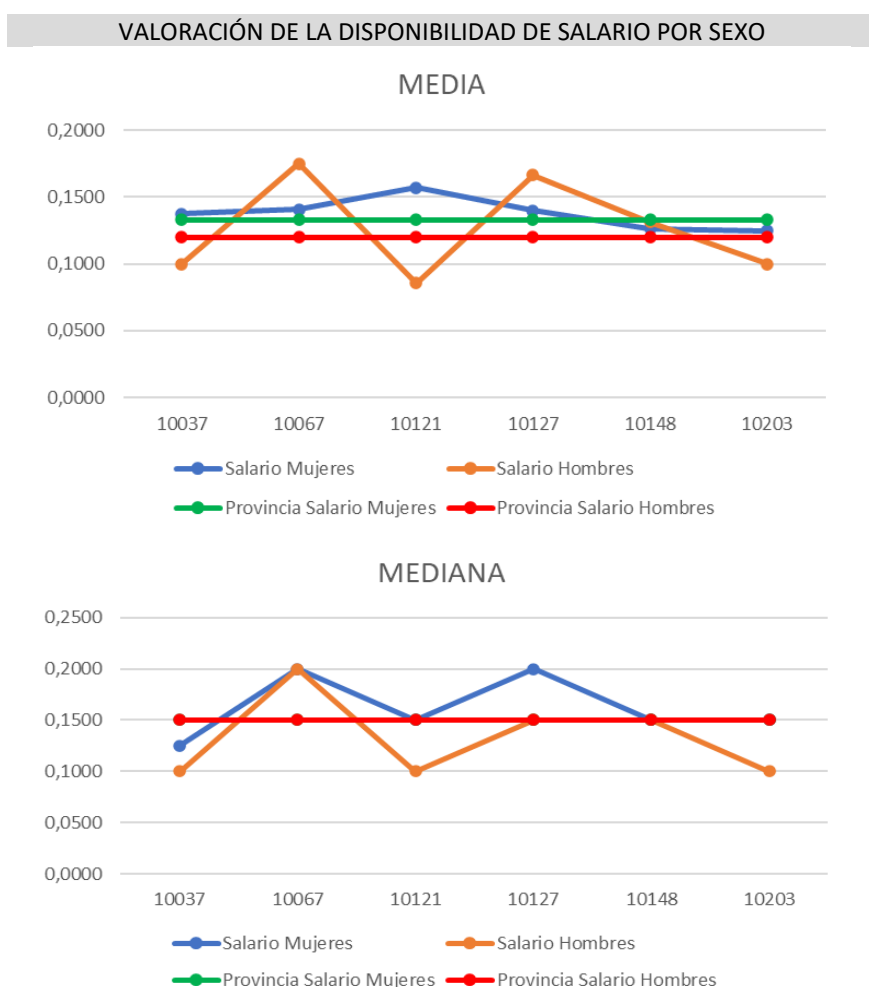 VALORACIÓN DE LA DISPONIBILIDAD DE SALARIO POR SEXO
MEDIA
0,2000
0,1500
0,1000
0,0500
0,0000
10037 10067 10121 10127 10148 10203
Salario Mujeres Salario Hombres
Provincia Salario Mujeres Provincia Salario Hombres
MEDIANA
0,2500
0,2000
0,1500
0,1000
0,0500
0,0000
10037 10067 10121 10127 10148 10203
Salario Mujeres Salario Hombres
Provincia Salario Mujeres Provincia Salario Hombres